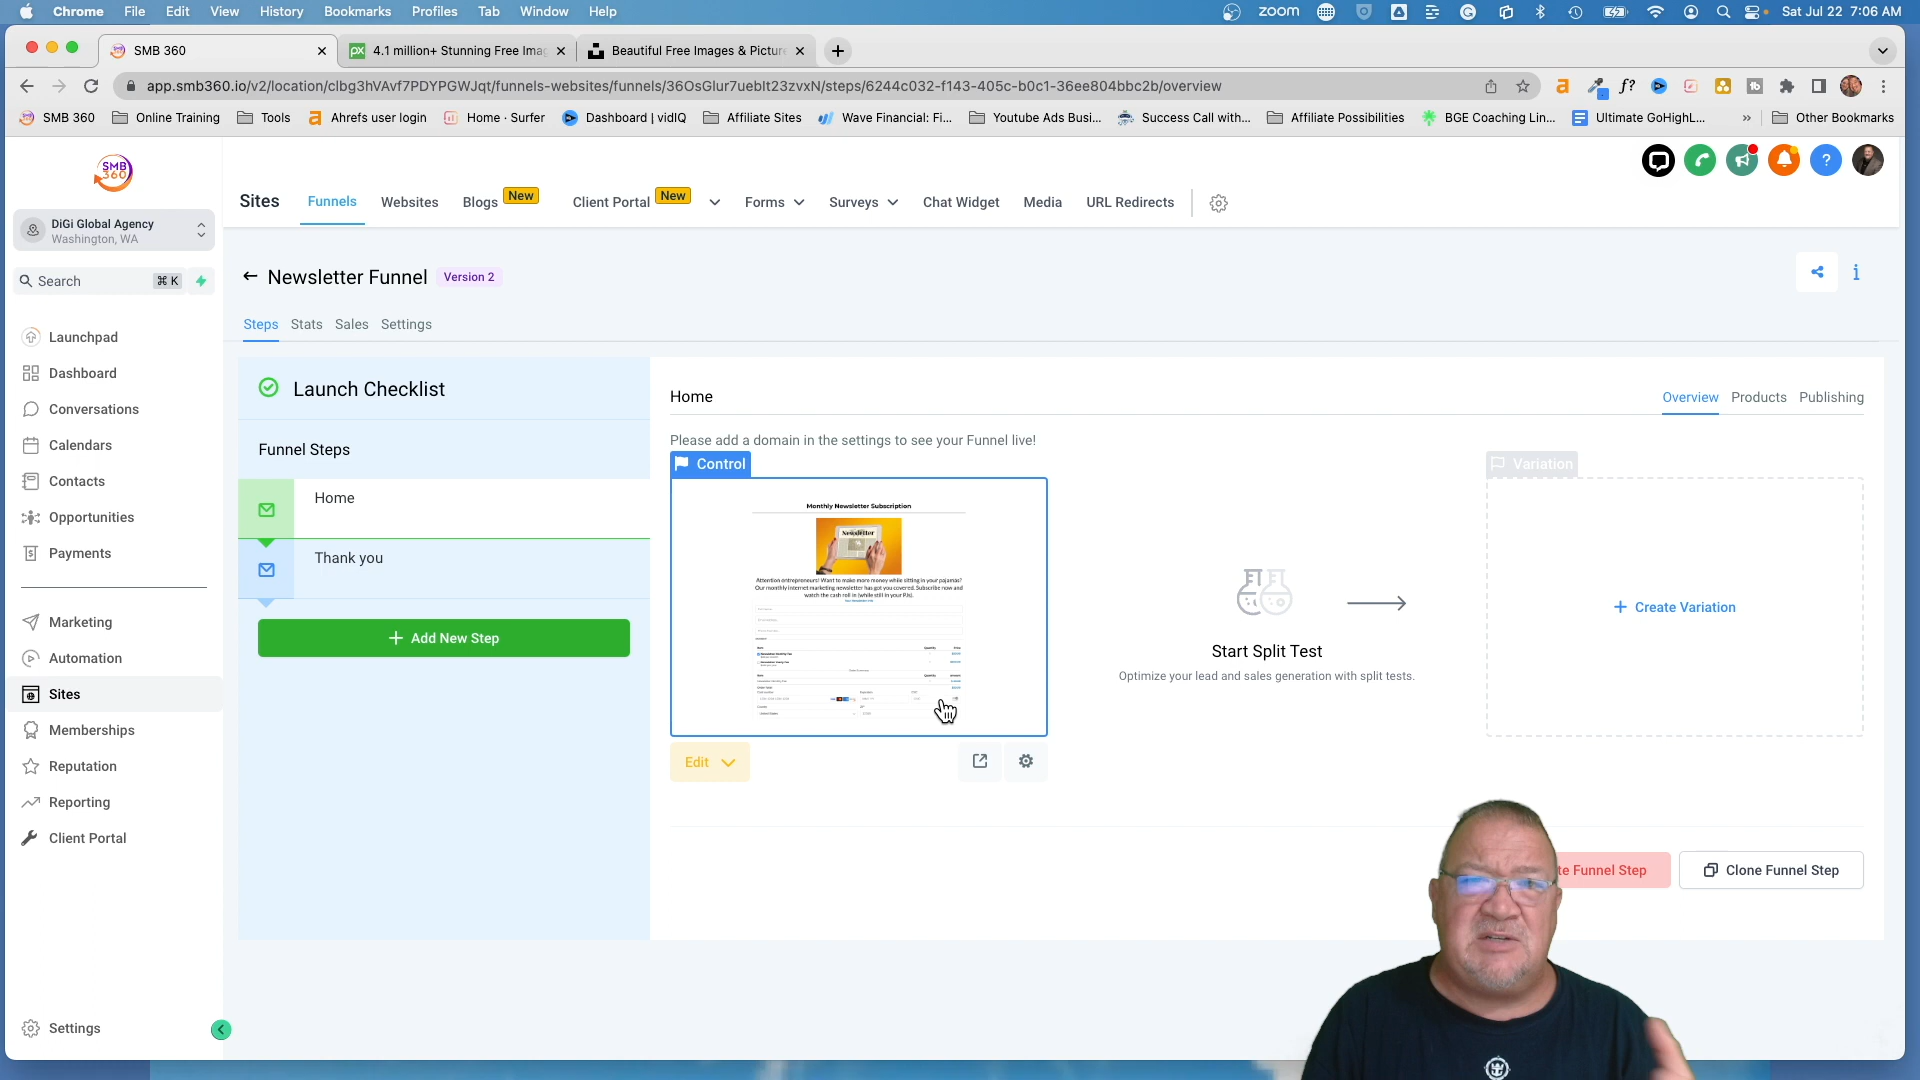 Chrome File Edit View History Bookmarks Profiles Tab Window Help zoom Sat Jul 22 7:06 AM
SMB 360 4.1 million+ Stunning Free Imag Beautiful Free Images & Picture
app.smb360.io/v2/location/clbg3hVAvf7PDYPGWJqt/funnels-websites/funnels/36OsGlur7ueblt23zvxN/steps/6244c032-f143-405c-b0c1-36ee804bbc2b/overview
SMB 360 Online Training Tools Ahrefs user login Home · Surfer Dashboard | vidIQ Affiliate Sites Wave Financial: Fi... Youtube Ads Busi... Success Call with... Affiliate Possibilities BGE Coaching Lin... Ultimate GoHighL... » Other Bookmarks
SMB
360
Sites Funnels Websites Blogs New Client Portal New Forms Surveys Chat Widget Media URL Redirects
DiGi Global Agency
Washington, WA
Search ⌘ K
Launchpad
Dashboard
Conversations
Calendars
Contacts
Opportunities
Payments
Marketing
Automation
Sites
Memberships
Reputation
Reporting
Client Portal
Settings
Newsletter Funnel Version 2
Steps Stats Sales Settings
Launch Checklist
Funnel Steps
Home
Thank you
+ Add New Step
Home Overview Products Publishing
Please add a domain in the settings to see your Funnel live!
Control
Monthly Newsletter Subscription
Newsletter
Attention entrepreneurs! Want to make more money while sitting in your pajamas?
Our monthly internet marketing newsletter has got you covered. Subscribe now and
watch the cash roll in (while still in your PJs).
Edit
Start Split Test
Optimize your lead and sales generation with split tests.
Variation
+ Create Variation
te Funnel Step
Clone Funnel Step